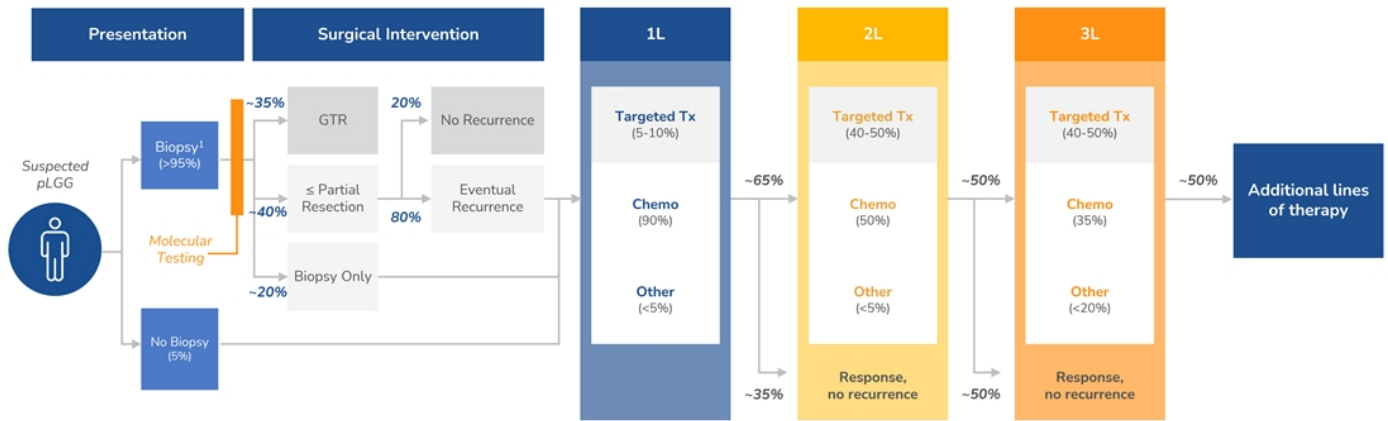 Presentation
Surgical Intervention
1L
2L
3L
Suspected
pLGG
Biopsy1
(>95%)
Molecular
Testing
No Biopsy
(5%)
~35%
~40%
~20%
GTR
≤ Partial
Resection
Biopsy Only
20%
80%
No Recurrence
Eventual
Recurrence
Targeted Tx
(5-10%)
Chemo
(90%)
Other
(<5%)
~65%
~35%
Targeted Tx
(40-50%)
Chemo
(50%)
Other
(<5%)
Response,
no recurrence
~50%
~50%
Targeted Tx
(40-50%)
Chemo
(35%)
Other
(<20%)
Response,
no recurrence
~50%
Additional lines
of therapy